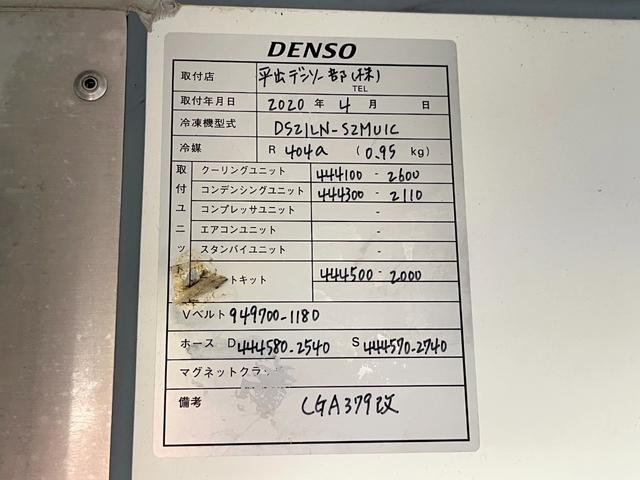 DENSO
取付店 平出デンソー部(株)
TEL
取付年月日 2020 年 4 月 日
冷凍機型式 DS21LN-S2MU1C
冷媒 R 404a (0.95 kg)
取付ユニット
クーリングユニット 444100-2600
コンデンシングユニット 444300-2110
コンプレッサユニット -
エアコンユニット -
スタンバイユニット -
トキット 444500-2000
Vベルト 949700-1180
ホース D 444580-2540 S 444570-2740
マグネットクラ
備考 CGA379改